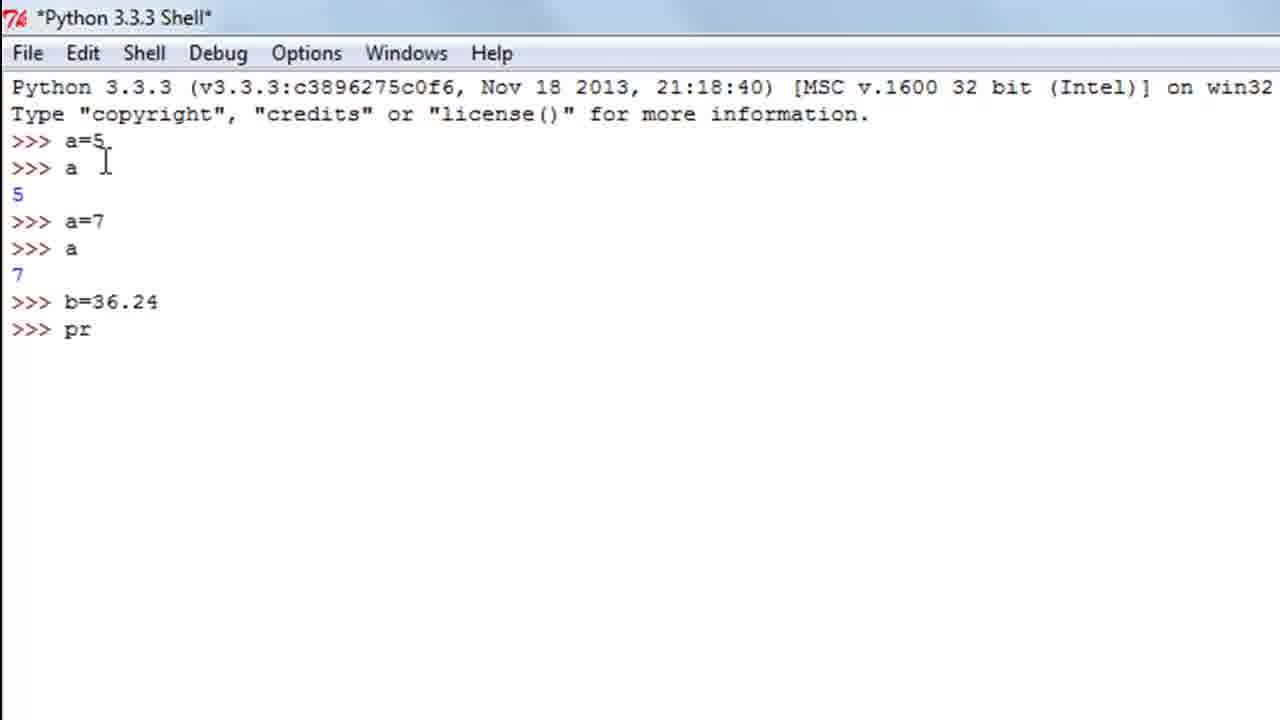 *Python 3.3.3 Shell*
File Edit Shell Debug Options Windows Help
Python 3.3.3 (v3.3.3:c3896275c0f6, Nov 18 2013, 21:18:40) [MSC v.1600 32 bit (Intel)] on win32
Type "copyright", "credits" or "license()" for more information.
>>> a=5
>>> a
5
>>> a=7
>>> a
7
>>> b=36.24
>>> pr